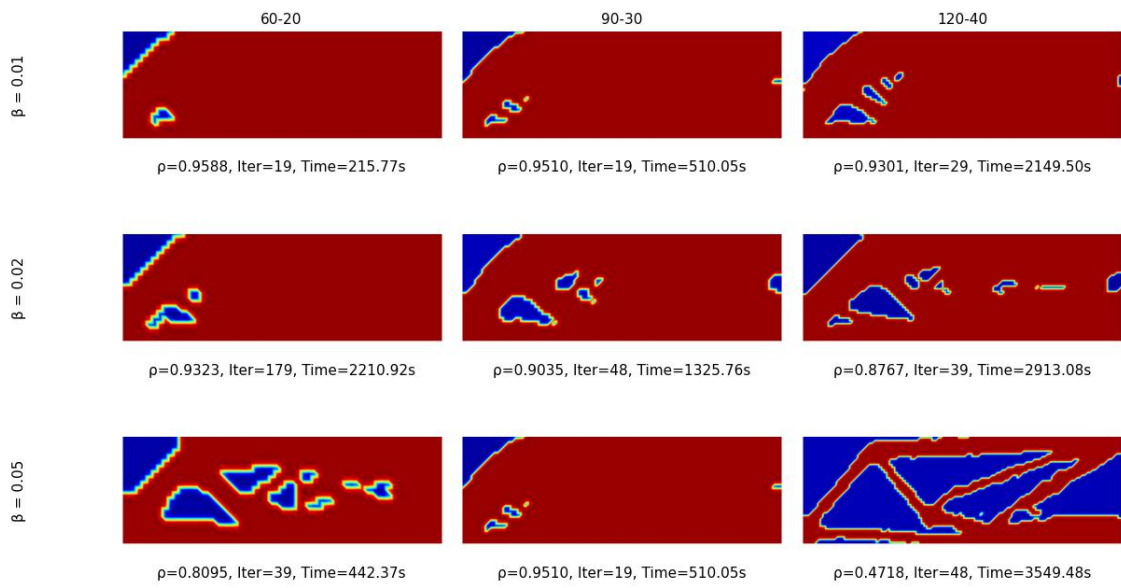 60-20 90-30 120-40
β = 0.01
ρ=0.9588, Iter=19, Time=215.77s ρ=0.9510, Iter=19, Time=510.05s ρ=0.9301, Iter=29, Time=2149.50s
β = 0.02
ρ=0.9323, Iter=179, Time=2210.92s ρ=0.9035, Iter=48, Time=1325.76s ρ=0.8767, Iter=39, Time=2913.08s
β = 0.05
ρ=0.8095, Iter=39, Time=442.37s ρ=0.9510, Iter=19, Time=510.05s ρ=0.4718, Iter=48, Time=3549.48s